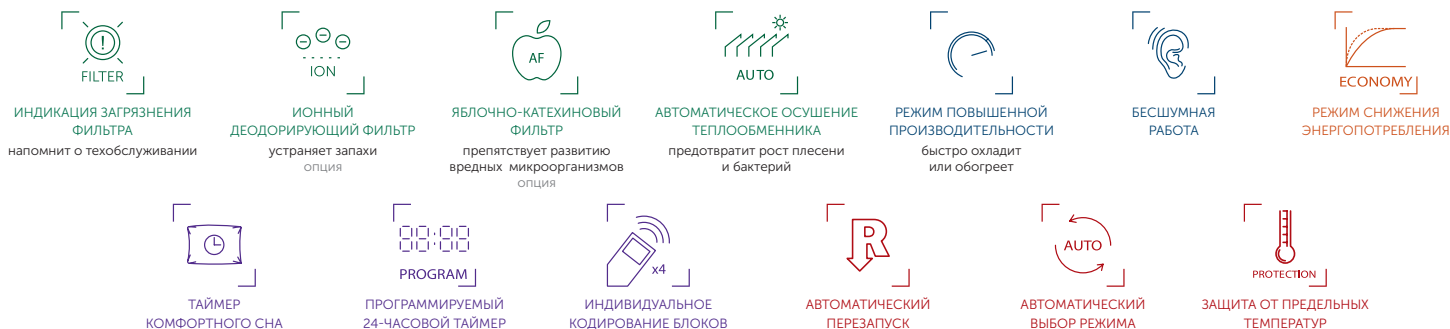 FILTER
ИНДИКАЦИЯ ЗАГРЯЗНЕНИЯ
ФИЛЬТРА
напомнит о техобслуживании
ION
ИОННЫЙ
ДЕОДОРИРУЮЩИЙ ФИЛЬТР
устраняет запахи
опция
AF
ЯБЛОЧНО-КАТЕХИНОВЫЙ
ФИЛЬТР
препятствует развитию
вредных микроорганизмов
опция
AUTO
АВТОМАТИЧЕСКОЕ ОСУШЕНИЕ
ТЕПЛООБМЕННИКА
предотвратит рост плесени
и бактерий
РЕЖИМ ПОВЫШЕННОЙ
ПРОИЗВОДИТЕЛЬНОСТИ
быстро охладит
или обогреет
БЕСШУМНАЯ
РАБОТА
ECONOMY
РЕЖИМ СНИЖЕНИЯ
ЭНЕРГОПОТРЕБЛЕНИЯ
ТАЙМЕР
КОМФОРТНОГО СНА
88:88
PROGRAM
ПРОГРАММИРУЕМЫЙ
24-ЧАСОВОЙ ТАЙМЕР
x4
ИНДИВИДУАЛЬНОЕ
КОДИРОВАНИЕ БЛОКОВ
R
АВТОМАТИЧЕСКИЙ
ПЕРЕЗАПУСК
AUTO
АВТОМАТИЧЕСКИЙ
ВЫБОР РЕЖИМА
PROTECTION
ЗАЩИТА ОТ ПРЕДЕЛЬНЫХ
ТЕМПЕРАТУР